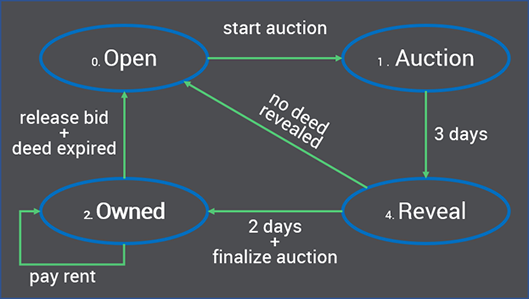 start auction
0. Open
1. Auction
no deed
revealed
3 days
release bid
+
deed expired
2. Owned
4. Reveal
2 days
+
finalize auction
pay rent